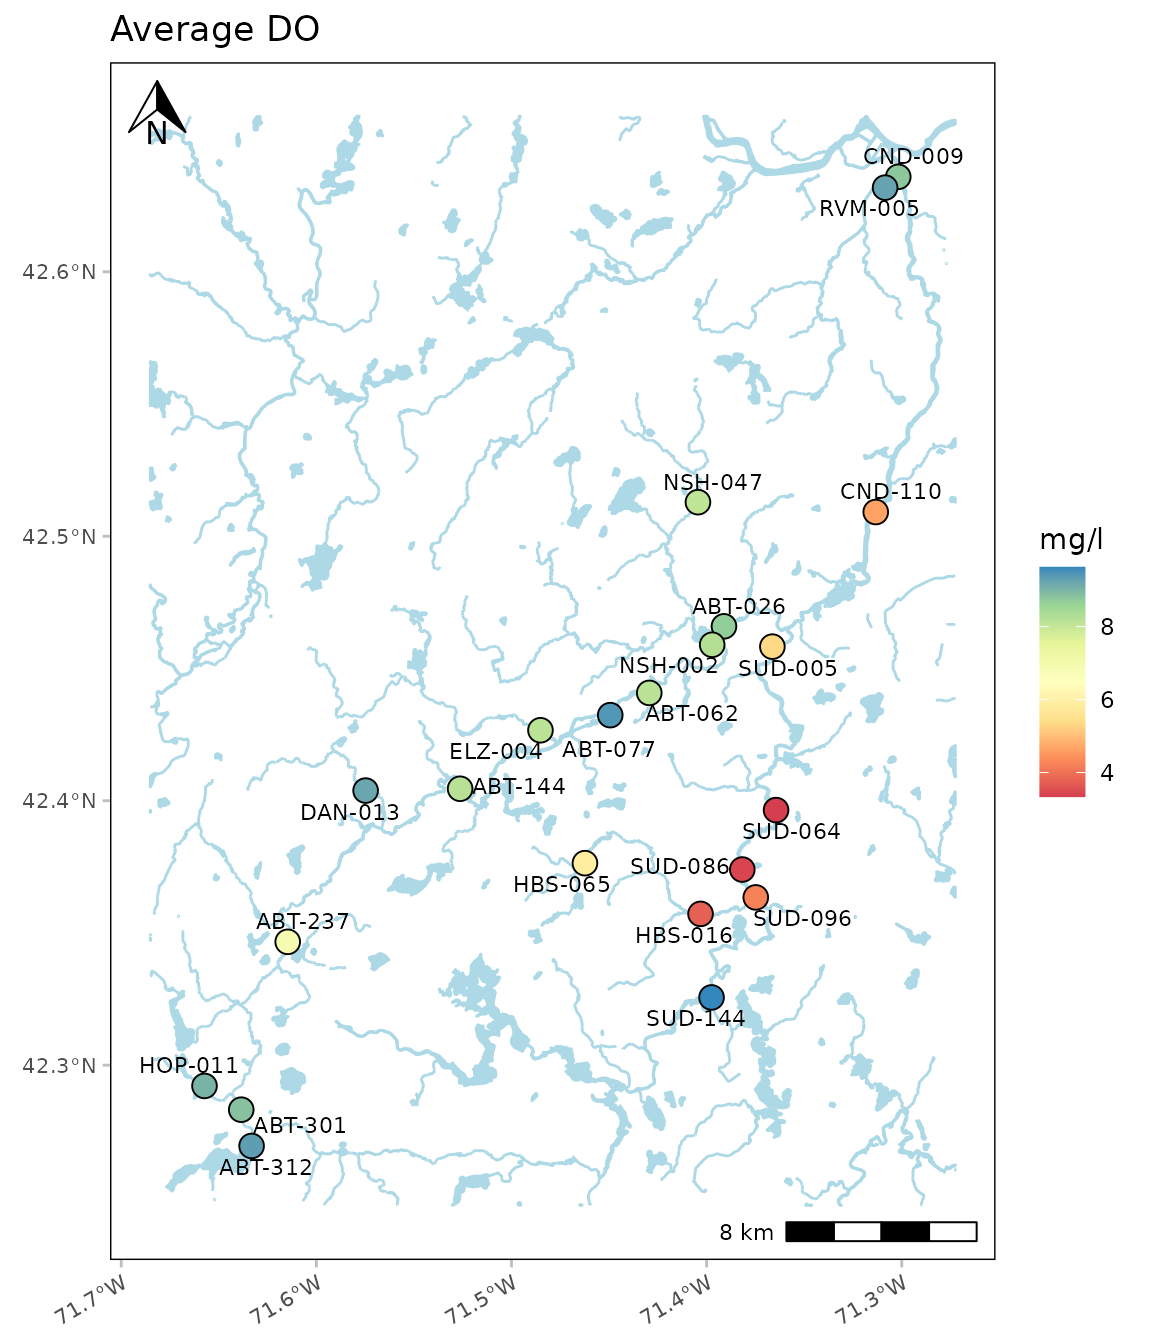 Average DO
N
CND-009
RVM-005
42.6°N
NSH-047
CND-110
42.5°N
mg/l
ABT-026
8
NSH-002
SUD-005
6
ABT-062
ELZ-004
ABT-077
4
ABT-144
42.4°N
DAN-013
SUD-064
SUD-086
HBS-065
SUD-096
ABT-237
HBS-016
SUD-144
42.3°N
HOP-011
ABT-301
ABT-312
8 km
71.7°W
71.6°W
71.5°W
71.4°W
71.3°W